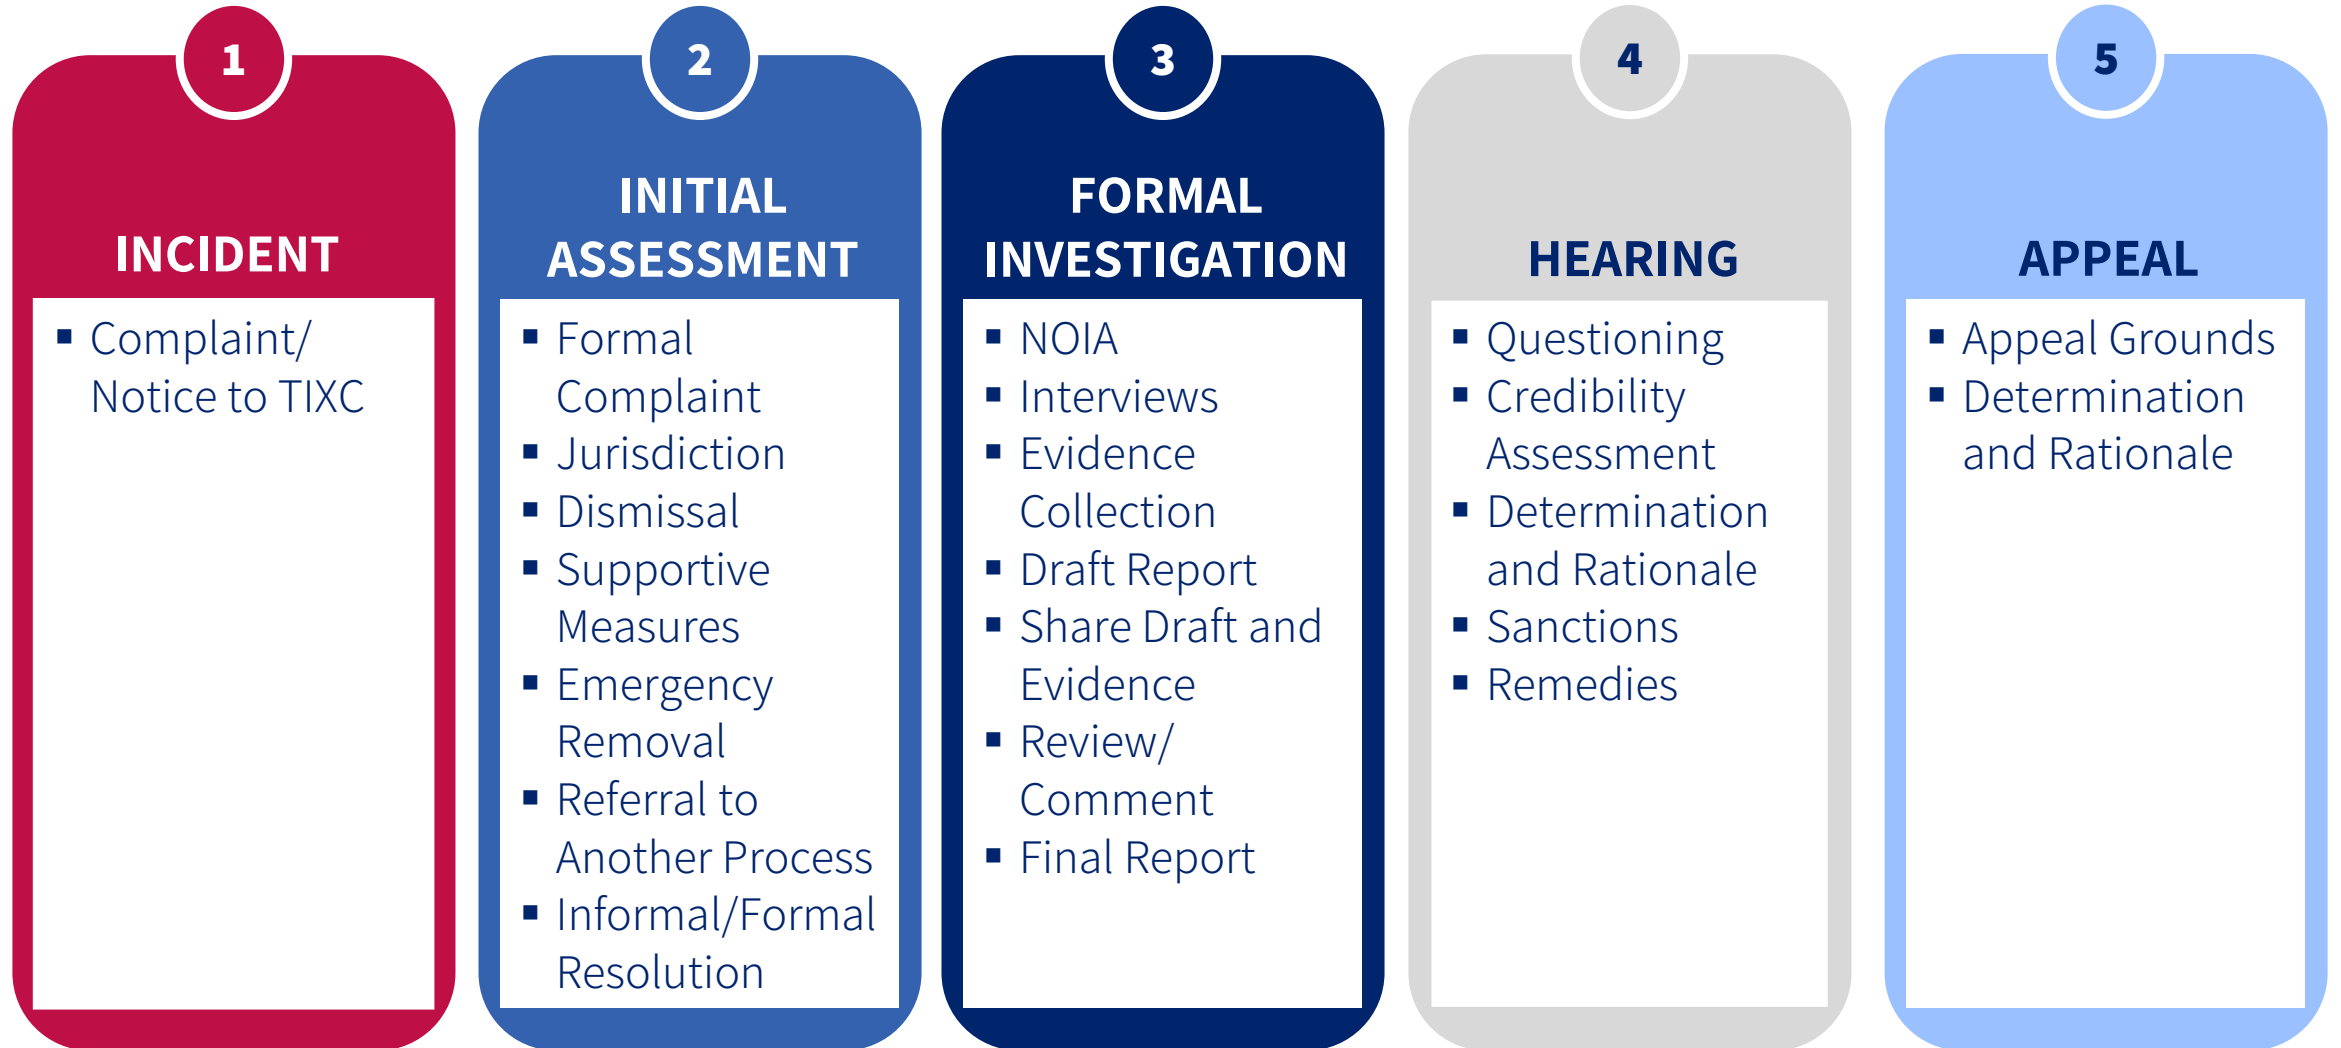 1
INCIDENT
▪ Complaint/
Notice to TIXC
2
INITIAL
ASSESSMENT
▪ Formal
Complaint
▪ Jurisdiction
▪ Dismissal
▪ Supportive
Measures
▪ Emergency
Removal
▪ Referral to
Another Process
▪ Informal/Formal
Resolution
3
FORMAL
INVESTIGATION
▪ NOIA
▪ Interviews
▪ Evidence
Collection
▪ Draft Report
▪ Share Draft and
Evidence
▪ Review/
Comment
▪ Final Report
4
HEARING
▪ Questioning
▪ Credibility
Assessment
▪ Determination
and Rationale
▪ Sanctions
▪ Remedies
5
APPEAL
▪ Appeal Grounds
▪ Determination
and Rationale